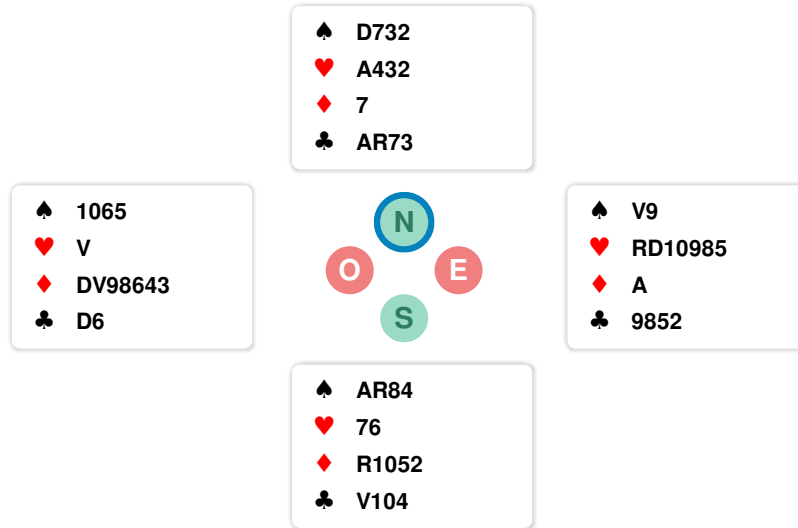 ♠ D732
♥ A432
♦ 7
♣ AR73
♠ 1065
♥ V
♦ DV98643
♣ D6
N
O E
S
♠ V9
♥ RD10985
♦ A
♣ 9852
♠ AR84
♥ 76
♦ R1052
♣ V104